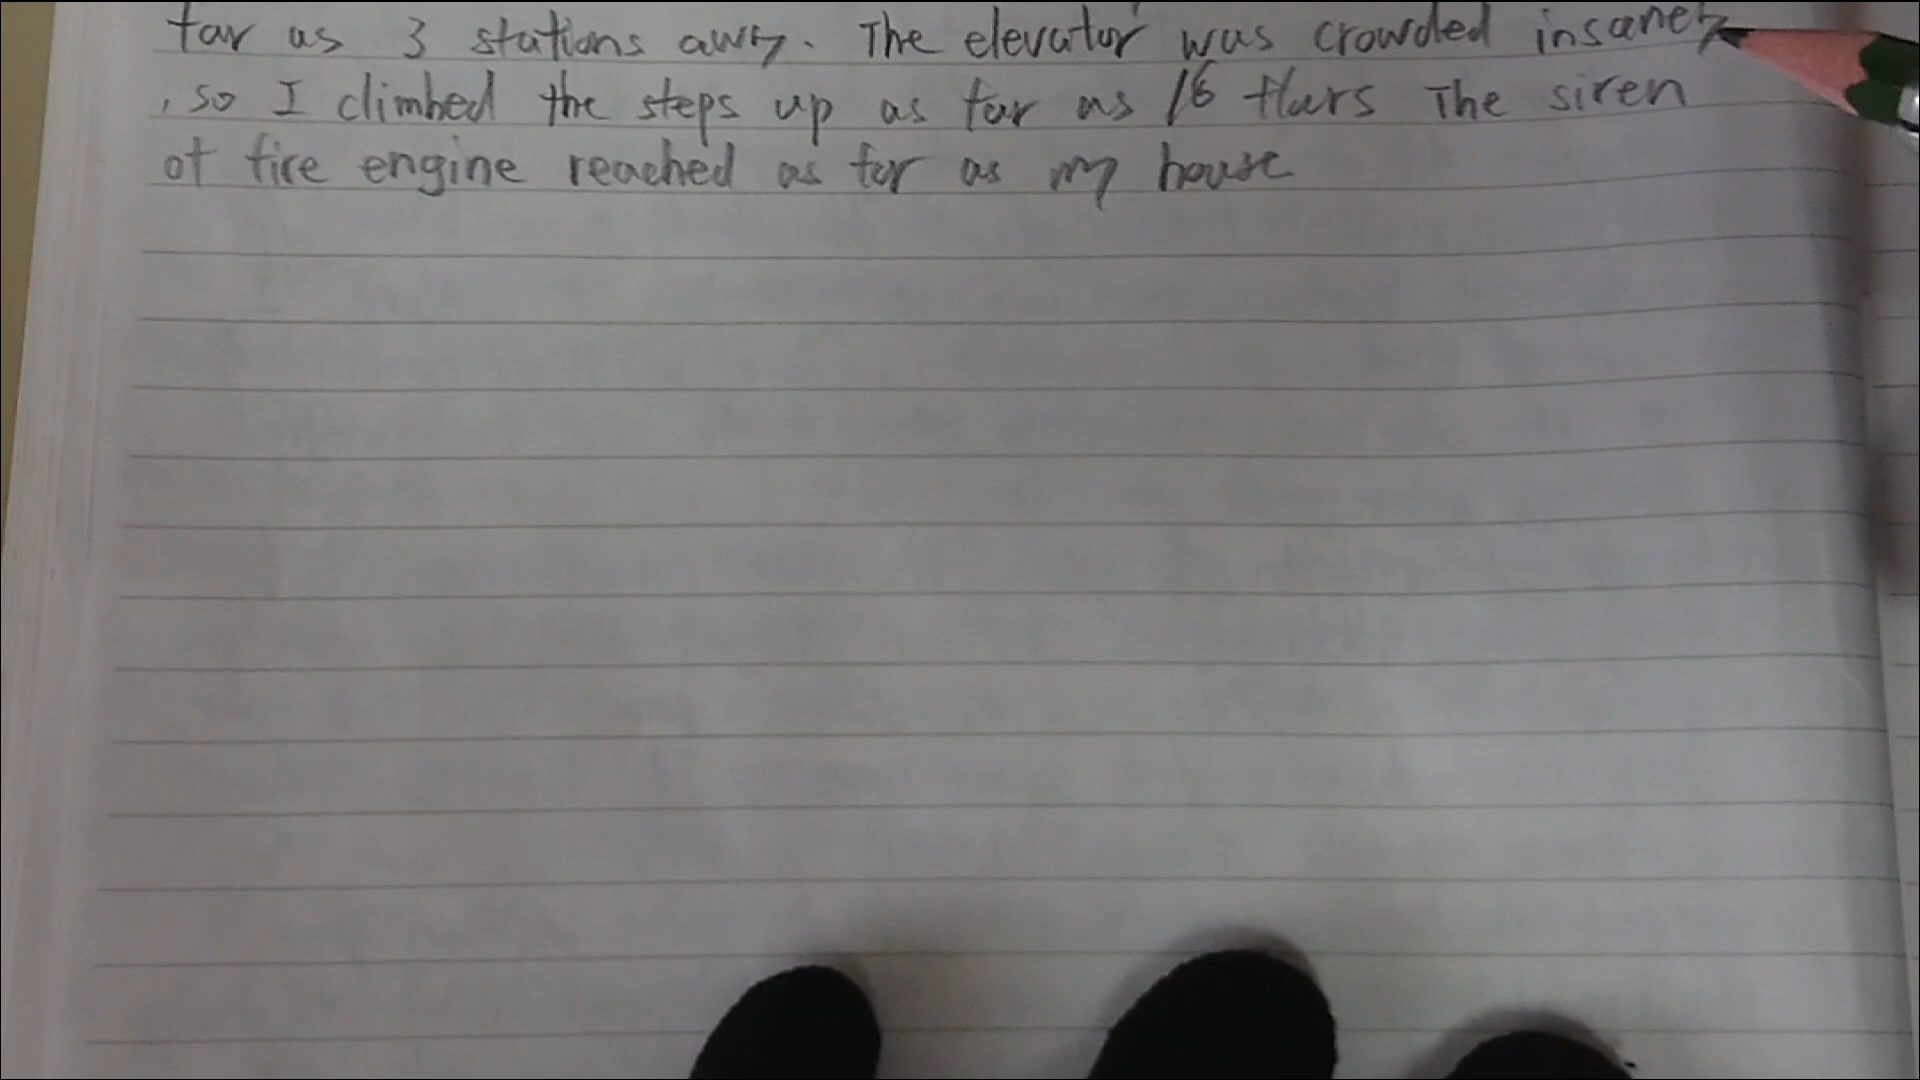 far as 3 stations away. The elevator was crowded insanely
, so I climbed the steps up as far as 16 floors The siren
of fire engine reached as far as my house